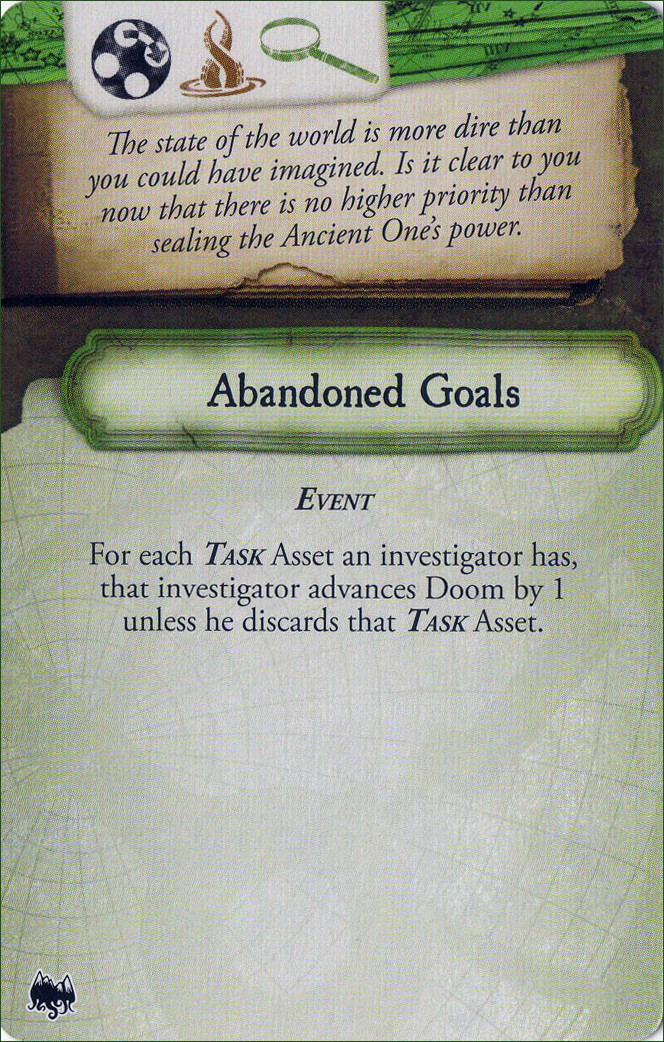 The state of the world is more dire than
you could have imagined. Is it clear to you
now that there is no higher priority than
sealing the Ancient One's power.
Abandoned Goals
EVENT
For each TASK Asset an investigator has,
that investigator advances Doom by 1
unless he discards that TASK Asset.